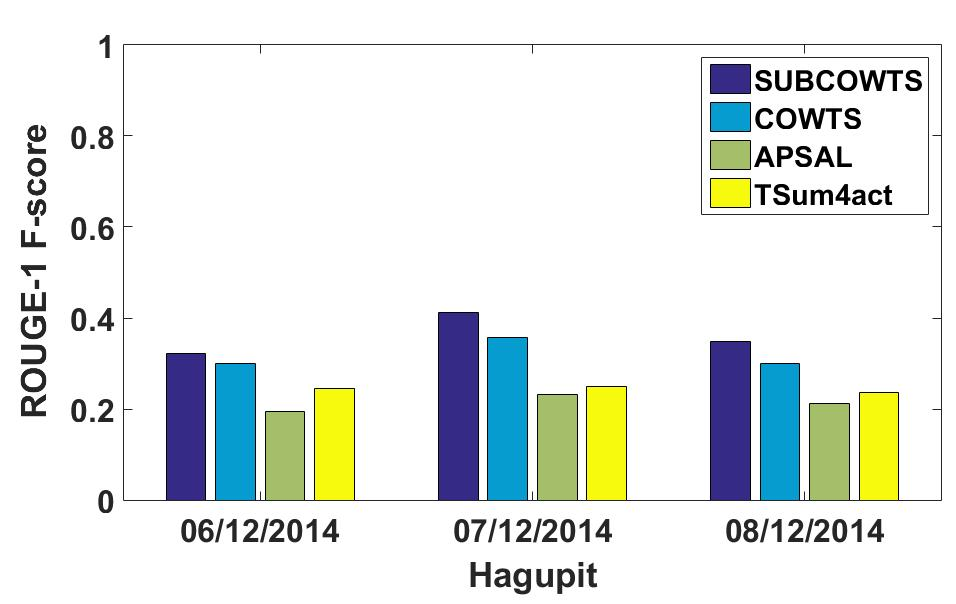 ROUGE-1 F-score
1
0.8
0.6
0.4
0.2
0
SUBCOWTS
COWTS
APSAL
TSum4act
06/12/2014 07/12/2014 08/12/2014
Hagupit